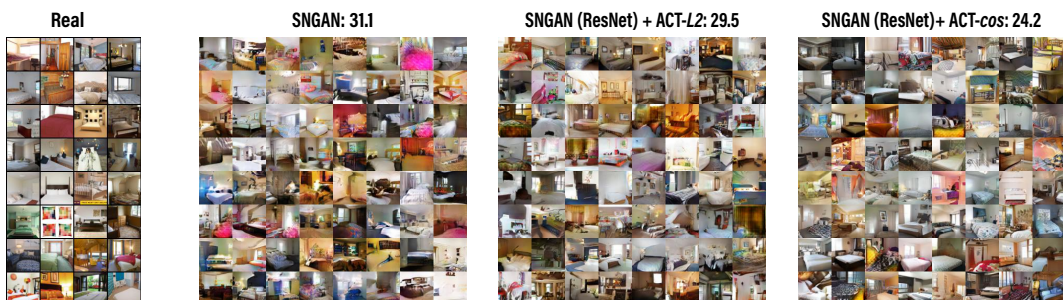 Real
SNGAN: 31.1
SNGAN (ResNet) + ACT-L2: 29.5
SNGAN (ResNet)+ ACT-cos: 24.2